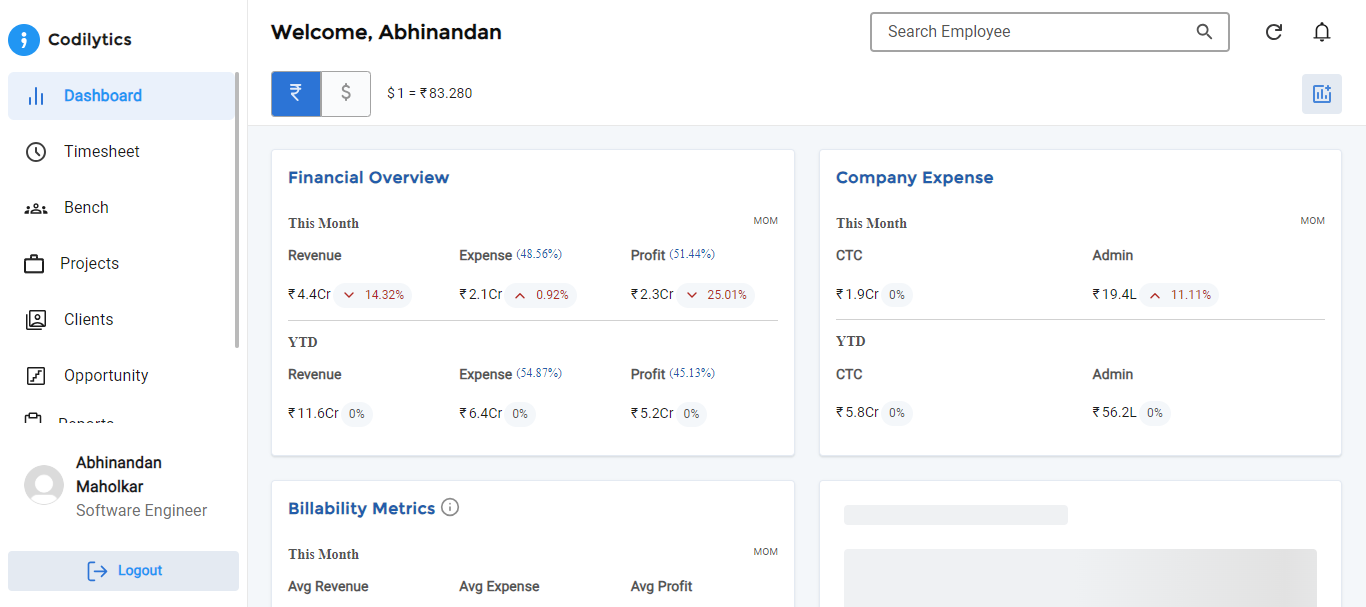 Codilytics
Dashboard
Timesheet
Bench
Projects
Clients
Opportunity
Reports
Abhinandan
Maholkar
Software Engineer
Logout
Welcome, Abhinandan
Search Employee
₹ $ $ 1 = ₹ 83.280
Financial Overview
This Month MOM
Revenue Expense (48.56%) Profit (51.44%)
₹ 4.4Cr 14.32% ₹ 2.1Cr 0.92% ₹ 2.3Cr 25.01%
YTD
Revenue Expense (54.87%) Profit (45.13%)
₹ 11.6Cr 0% ₹ 6.4Cr 0% ₹ 5.2Cr 0%
Company Expense
This Month MOM
CTC Admin
₹ 1.9Cr 0% ₹ 19.4L 11.11%
YTD
CTC Admin
₹ 5.8Cr 0% ₹ 56.2L 0%
Billability Metrics
This Month MOM
Avg Revenue Avg Expense Avg Profit